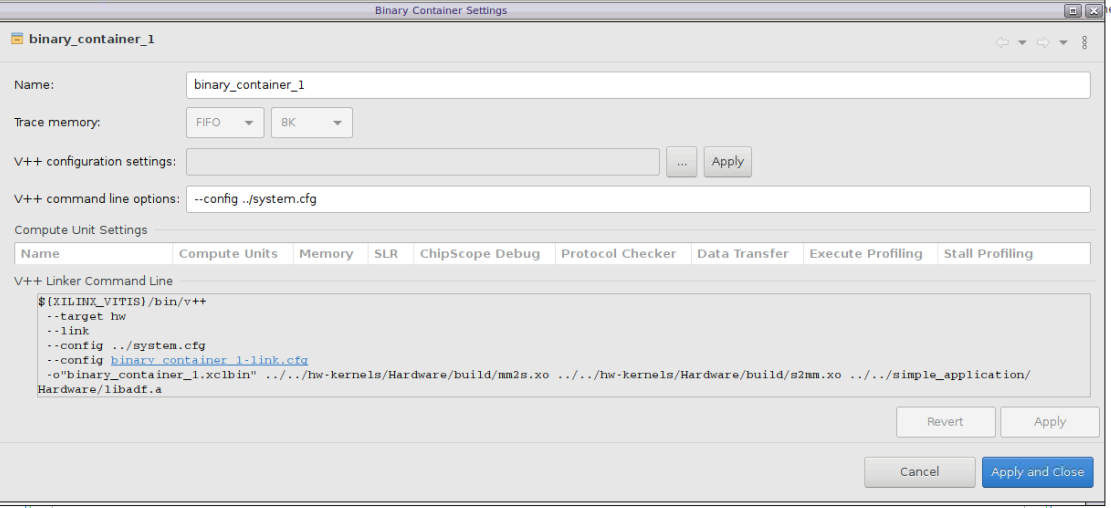 Binary Container Settings
binary_container_1
Name: binary_container_1
Trace memory: FIFO 8K
V++ configuration settings: ... Apply
V++ command line options: --config ../system.cfg
Compute Unit Settings
Name Compute Units Memory SLR ChipScope Debug Protocol Checker Data Transfer Execute Profiling Stall Profiling
V++ Linker Command Line
${XILINX_VITIS}/bin/v++
--target hw
--link
--config ../system.cfg
--config binary_container_1-link.cfg
-o"binary_container_1.xclbin" ../../hw-kernels/Hardware/build/mm2s.xo ../../hw-kernels/Hardware/build/s2mm.xo ../../simple_application/
Hardware/libadf.a
Revert Apply
Cancel Apply and Close